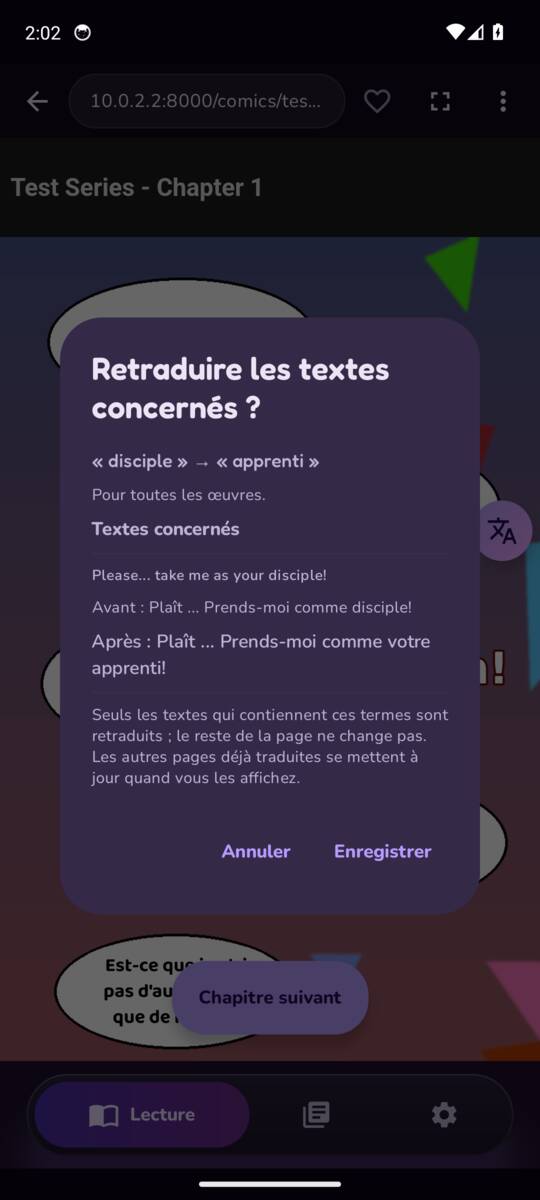 2:02
10.0.2.2:8000/comics/tes...
Test Series - Chapter 1
Retraduire les textes
concernés ?
« disciple » → « apprenti »
Pour toutes les œuvres.
Textes concernés
Please... take me as your disciple!
Avant : Plaît ... Prends-moi comme disciple!
Après : Plaît ... Prends-moi comme votre
apprenti!
Seuls les textes qui contiennent ces termes sont
retraduits ; le reste de la page ne change pas.
Les autres pages déjà traduites se mettent à
jour quand vous les affichez.
Annuler
Enregistrer
Est-ce que
pas
que de
Chapitre suivant
Lecture